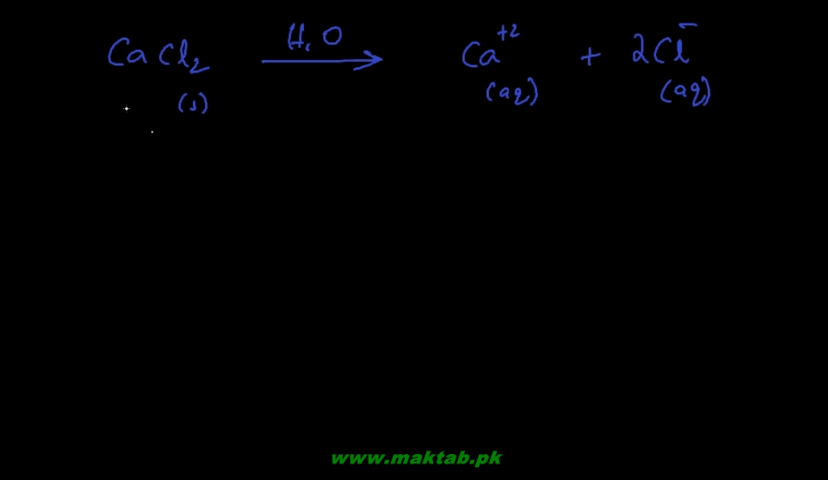 H₂O
CaCl₂ ⟶ Ca⁺² + 2Cl⁻
(s) (aq) (aq)
www.maktab.pk